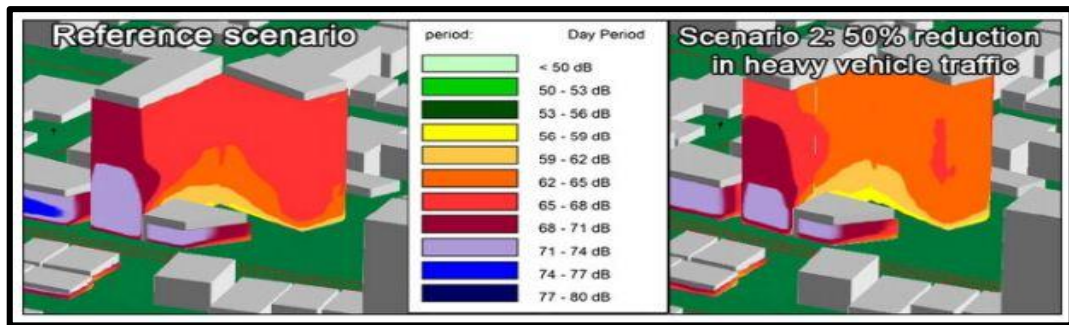 Reference scenario
period: Day Period
< 50 dB
50 - 53 dB
53 - 56 dB
56 - 59 dB
59 - 62 dB
62 - 65 dB
65 - 68 dB
68 - 71 dB
71 - 74 dB
74 - 77 dB
77 - 80 dB
Scenario 2: 50% reduction
in heavy vehicle traffic